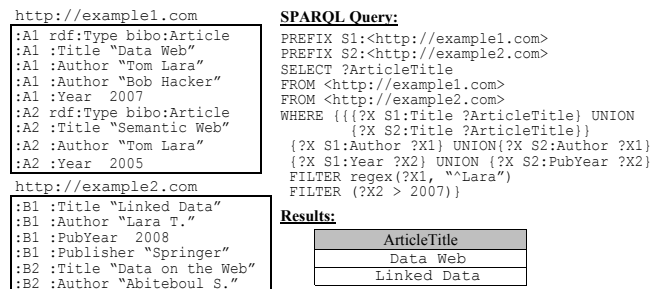 http://example1.com
:A1 rdf:Type bibo:Article
:A1 :Title "Data Web"
:A1 :Author "Tom Lara"
:A1 :Author "Bob Hacker"
:A1 :Year 2007
:A2 rdf:Type bibo:Article
:A2 :Title "Semantic Web"
:A2 :Author "Tom Lara"
:A2 :Year 2005
http://example2.com
:B1 :Title "Linked Data"
:B1 :Author "Lara T."
:B1 :PubYear 2008
:B1 :Publisher "Springer"
:B2 :Title "Data on the Web"
:B2 :Author "Abiteboul S."
SPARQL Query:
PREFIX S1:<http://example1.com>
PREFIX S2:<http://example2.com>
SELECT ?ArticleTitle
FROM <http://example1.com>
FROM <http://example2.com>
WHERE {{{?X S1:Title ?ArticleTitle} UNION
{?X S2:Title ?ArticleTitle}}
{?X S1:Author ?X1} UNION{?X S2:Author ?X1}
{?X S1:Year ?X2} UNION {?X S2:PubYear ?X2}
FILTER regex(?X1, "^Lara")
FILTER (?X2 > 2007)}
Results:
ArticleTitle
Data Web
Linked Data